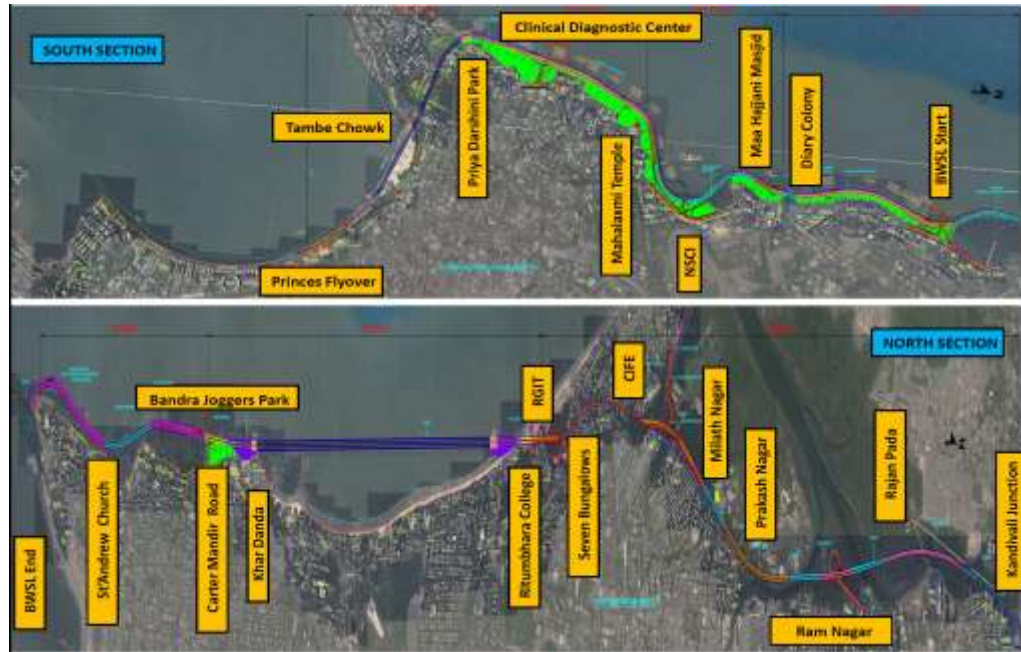 SOUTH SECTION
Clinical Diagnostic Center
Tambe Chowk
Priya Darshini Park
Mahalaxmi Temple
Maa Hajjani Masjid
Diary Colony
BWSL Start
NSCI
Princes Flyover
NORTH SECTION
Bandra Joggers Park
RGIT
CIFE
Milath Nagar
Prakash Nagar
Rajan Pada
Kandivali Junction
BWSL End
St'Andrew Church
Carter Mandir Road
Khar Danda
Ritumbhara College
Seven Bungalows
Ram Nagar